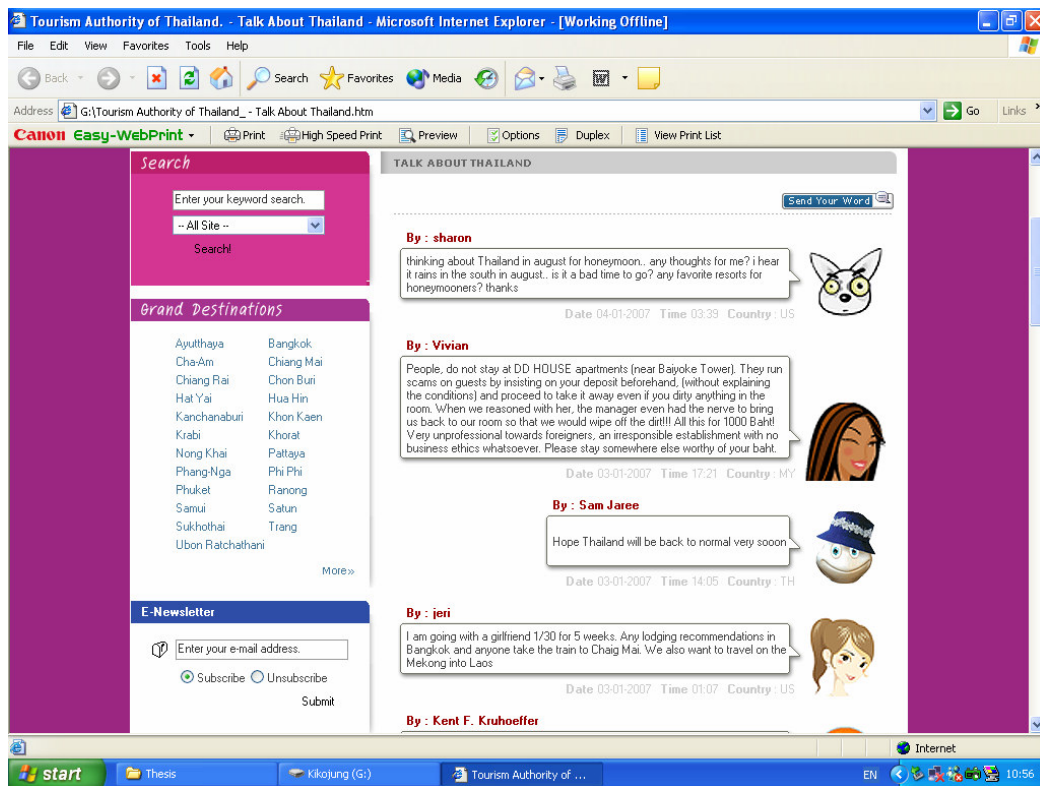 Tourism Authority of Thailand. - Talk About Thailand - Microsoft Internet Explorer - [Working Offline]
File Edit View Favorites Tools Help
Back Search Favorites Media
Address G:\Tourism Authority of Thailand_ - Talk About Thailand.htm Go Links
Canon Easy-WebPrint Print High Speed Print Preview Options Duplex View Print List
Search
Enter your keyword search.
-- All Site --
Search!
Grand Destinations
Ayutthaya Bangkok
Cha-Am Chiang Mai
Chiang Rai Chon Buri
Hat Yai Hua Hin
Kanchanaburi Khon Kaen
Krabi Khorat
Nong Khai Pattaya
Phang-Nga Phi Phi
Phuket Ranong
Samui Satun
Sukhothai Trang
Ubon Ratchathani
More»
E-Newsletter
Enter your e-mail address.
Subscribe Unsubscribe
Submit
TALK ABOUT THAILAND
Send Your Word
By : sharon
thinking about Thailand in august for honeymoon.. any thoughts for me? i hear
it rains in the south in august.. is it a bad time to go? any favorite resorts for
honeymooners? thanks
Date 04-01-2007 Time 03:39 Country : US
By : Vivian
People, do not stay at DD HOUSE apartments (near Baiyoke Tower). They run
scams on guests by insisting on your deposit beforehand, (without explaining
the conditions) and proceed to take it away even if you dirty anything in the
room. When we reasoned with her, the manager even had the nerve to bring
us back to our room so that we would wipe off the dirt!!! All this for 1000 Baht!
Very unprofessional towards foreigners, an irresponsible establishment with no
business ethics whatsoever. Please stay somewhere else worthy of your baht.
Date 03-01-2007 Time 17:21 Country : MY
By : Sam Jaree
Hope Thailand will be back to normal very sooon
Date 03-01-2007 Time 14:05 Country : TH
By : jeri
I am going with a girlfriend 1/30 for 5 weeks. Any lodging recommendations in
Bangkok and anyone take the train to Chaig Mai. We also want to travel on the
Mekong into Laos
Date 03-01-2007 Time 01:07 Country : US
By : Kent F. Kruhoeffer
Internet
start Thesis Kikojung (G:) Tourism Authority of ... EN 10:56